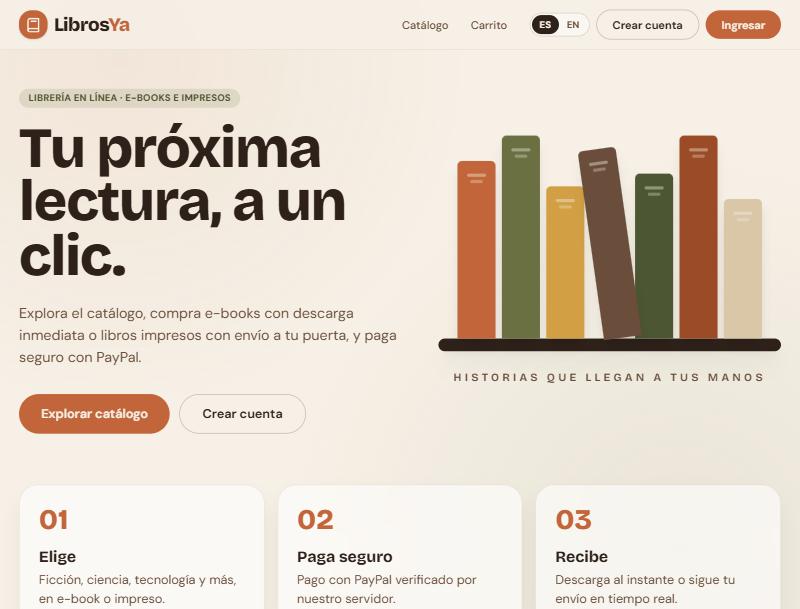 LibrosYa
Catálogo
Carrito
ES
EN
Crear cuenta
Ingresar
LIBRERÍA EN LÍNEA · E-BOOKS E IMPRESOS
Tu próxima
lectura, a un
clic.
Explora el catálogo, compra e-books con descarga
inmediata o libros impresos con envío a tu puerta, y paga
seguro con PayPal.
Explorar catálogo
Crear cuenta
HISTORIAS QUE LLEGAN A TUS MANOS
01
Elige
Ficción, ciencia, tecnología y más,
en e-book o impreso.
02
Paga seguro
Pago con PayPal verificado por
nuestro servidor.
03
Recibe
Descarga al instante o sigue tu
envío en tiempo real.